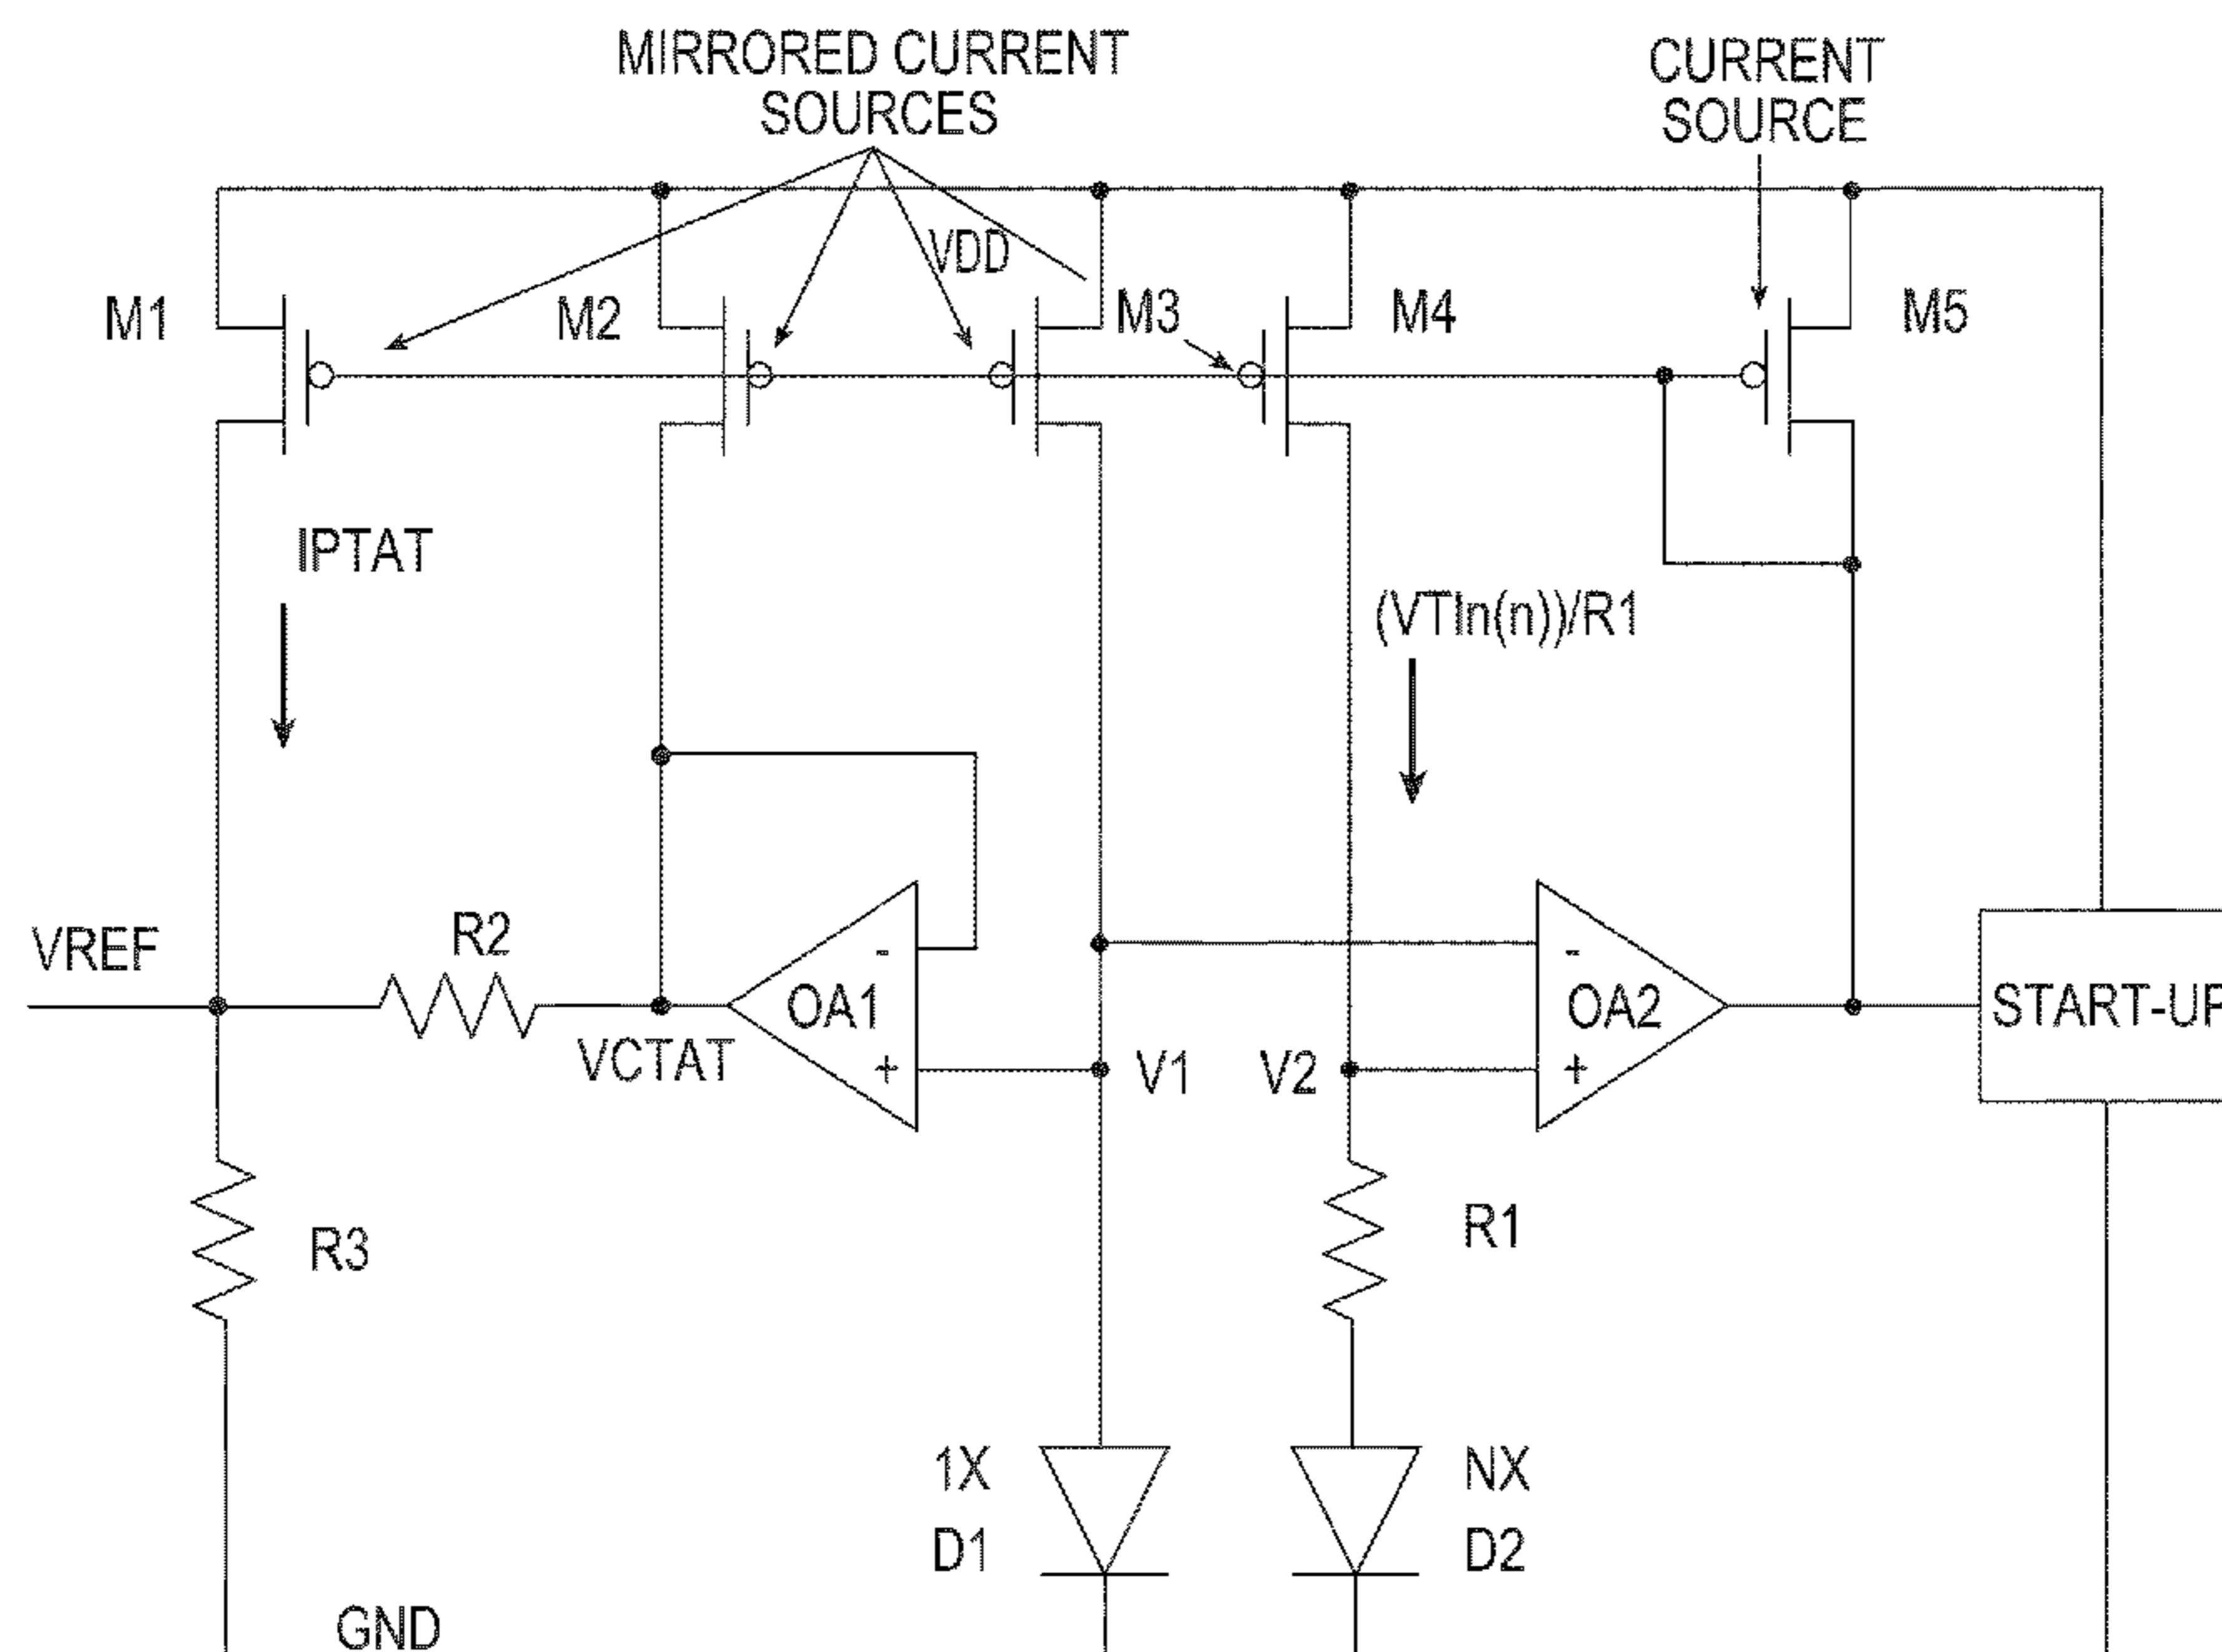 MIRRORED CURRENT
SOURCES
CURRENT
SOURCE
VDD
M1
M2
M3
M4
M5
IPTAT
(VTIn(n))/R1
VREF
R2
OA1
-
+
VCTAT
V1
V2
OA2
-
+
START-UP
R3
R1
1X
D1
NX
D2
GND